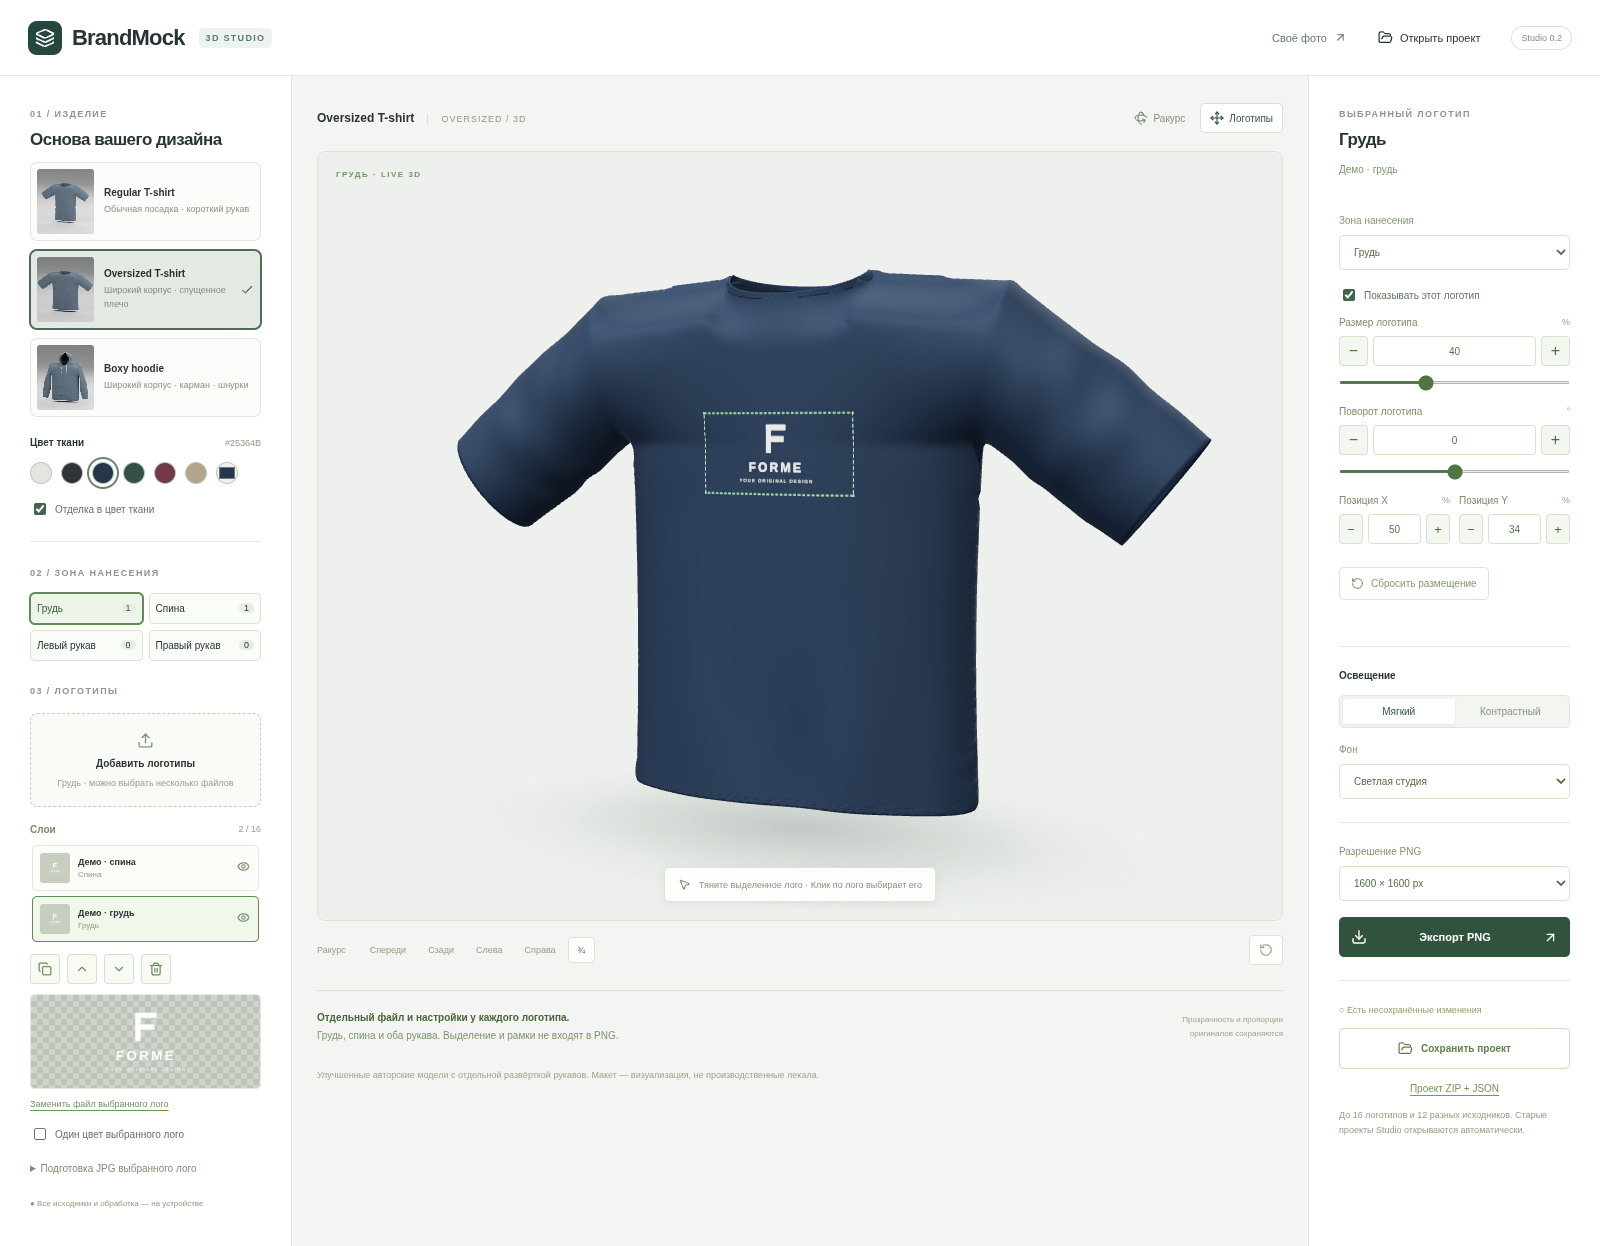 BrandMock
3D STUDIO
Своё фото
Открыть проект
Studio 0.2
01 / ИЗДЕЛИЕ
Основа вашего дизайна
Regular T-shirt
Обычная посадка · короткий рукав
Oversized T-shirt
Широкий корпус · спущенное
плечо
Boxy hoodie
Широкий корпус · карман · шнурки
Цвет ткани
#25364B
Отделка в цвет ткани
02 / ЗОНА НАНЕСЕНИЯ
Грудь 1
Спина 1
Левый рукав 0
Правый рукав 0
03 / ЛОГОТИПЫ
Добавить логотипы
Грудь · можно выбрать несколько файлов
Слои
2 / 16
Демо · спина
Спина
Демо · грудь
Грудь
F
FORME
YOUR ORIGINAL DESIGN
Заменить файл выбранного лого
Один цвет выбранного лого
Подготовка JPG выбранного лого
● Все исходники и обработка — на устройстве
Oversized T-shirt
OVERSIZED / 3D
Ракурс
Логотипы
ГРУДЬ · LIVE 3D
F
FORME
YOUR ORIGINAL DESIGN
Тяните выделенное лого · Клик по лого выбирает его
Ракурс
Спереди
Сзади
Слева
Справа
¾
Отдельный файл и настройки у каждого логотипа.
Грудь, спина и оба рукава. Выделение и рамки не входят в PNG.
Прозрачность и пропорции
оригиналов сохраняются
Улучшенные авторские модели с отдельной развёрткой рукавов. Макет — визуализация, не производственные лекала.
ВЫБРАННЫЙ ЛОГОТИП
Грудь
Демо · грудь
Зона нанесения
Грудь
Показывать этот логотип
Размер логотипа %
− 40 +
Поворот логотипа °
− 0 +
Позиция X % Позиция Y %
− 50 + − 34 +
Сбросить размещение
Освещение
Мягкий
Контрастный
Фон
Светлая студия
Разрешение PNG
1600 × 1600 px
Экспорт PNG
○ Есть несохранённые изменения
Сохранить проект
Проект ZIP + JSON
До 16 логотипов и 12 разных исходников. Старые
проекты Studio открываются автоматически.